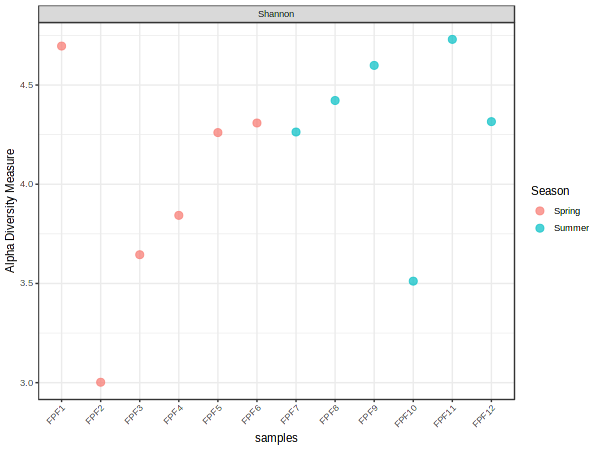 Shannon
4.5
4.0
3.5
3.0
Alpha Diversity Measure
FPF1 FPF2 FPF3 FPF4 FPF5 FPF6 FPF7 FPF8 FPF9 FPF10 FPF11 FPF12
samples
Season
Spring
Summer